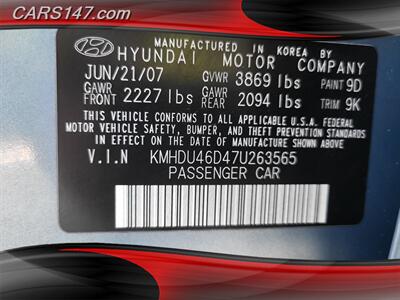 CARS147.com
MANUFACTURED IN KOREA BY
HYUNDAI MOTOR COMPANY
JUN/21/07 GVWR 3869 lbs PAINT 9D
GAWR FRONT 2227 lbs GAWR REAR 2094 lbs TRIM 9K
THIS VEHICLE CONFORMS TO ALL APPLICABLE U.S.A. FEDERAL
MOTOR VEHICLE SAFETY, BUMPER, AND THEFT PREVENTION STANDARDS
IN EFFECT ON THE DATE OF MANUFACTURE SHOWN ABOVE.
V.I.N KMHDU46D47U263565
PASSENGER CAR